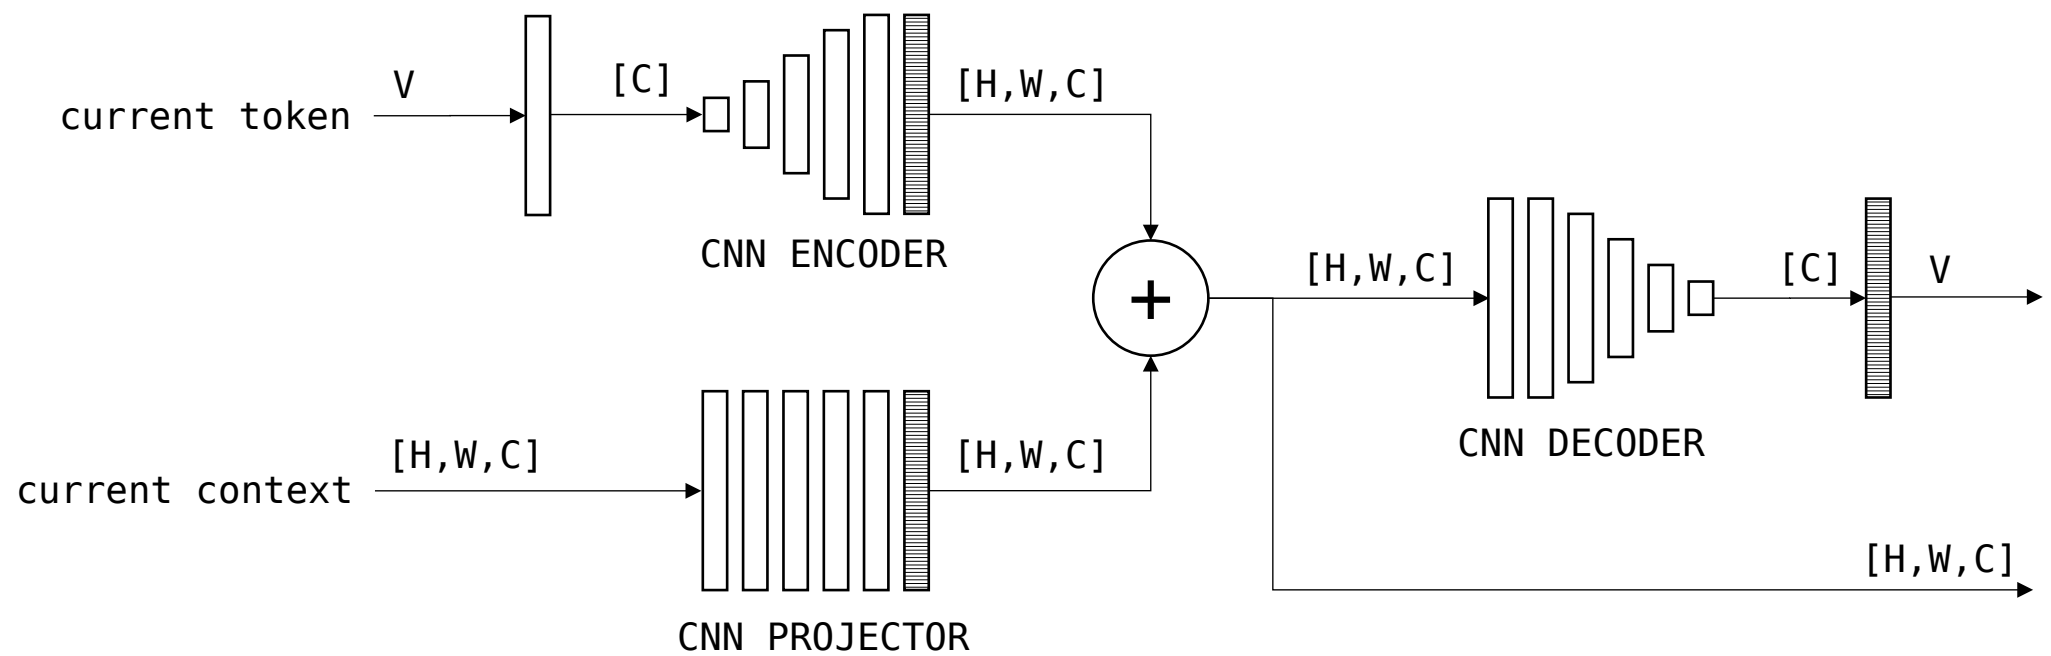 V
current token
[C]
[H,W,C]
CNN ENCODER
+
[H,W,C]
current context
[H,W,C]
CNN PROJECTOR
[H,W,C]
CNN DECODER
[C]
V
[H,W,C]